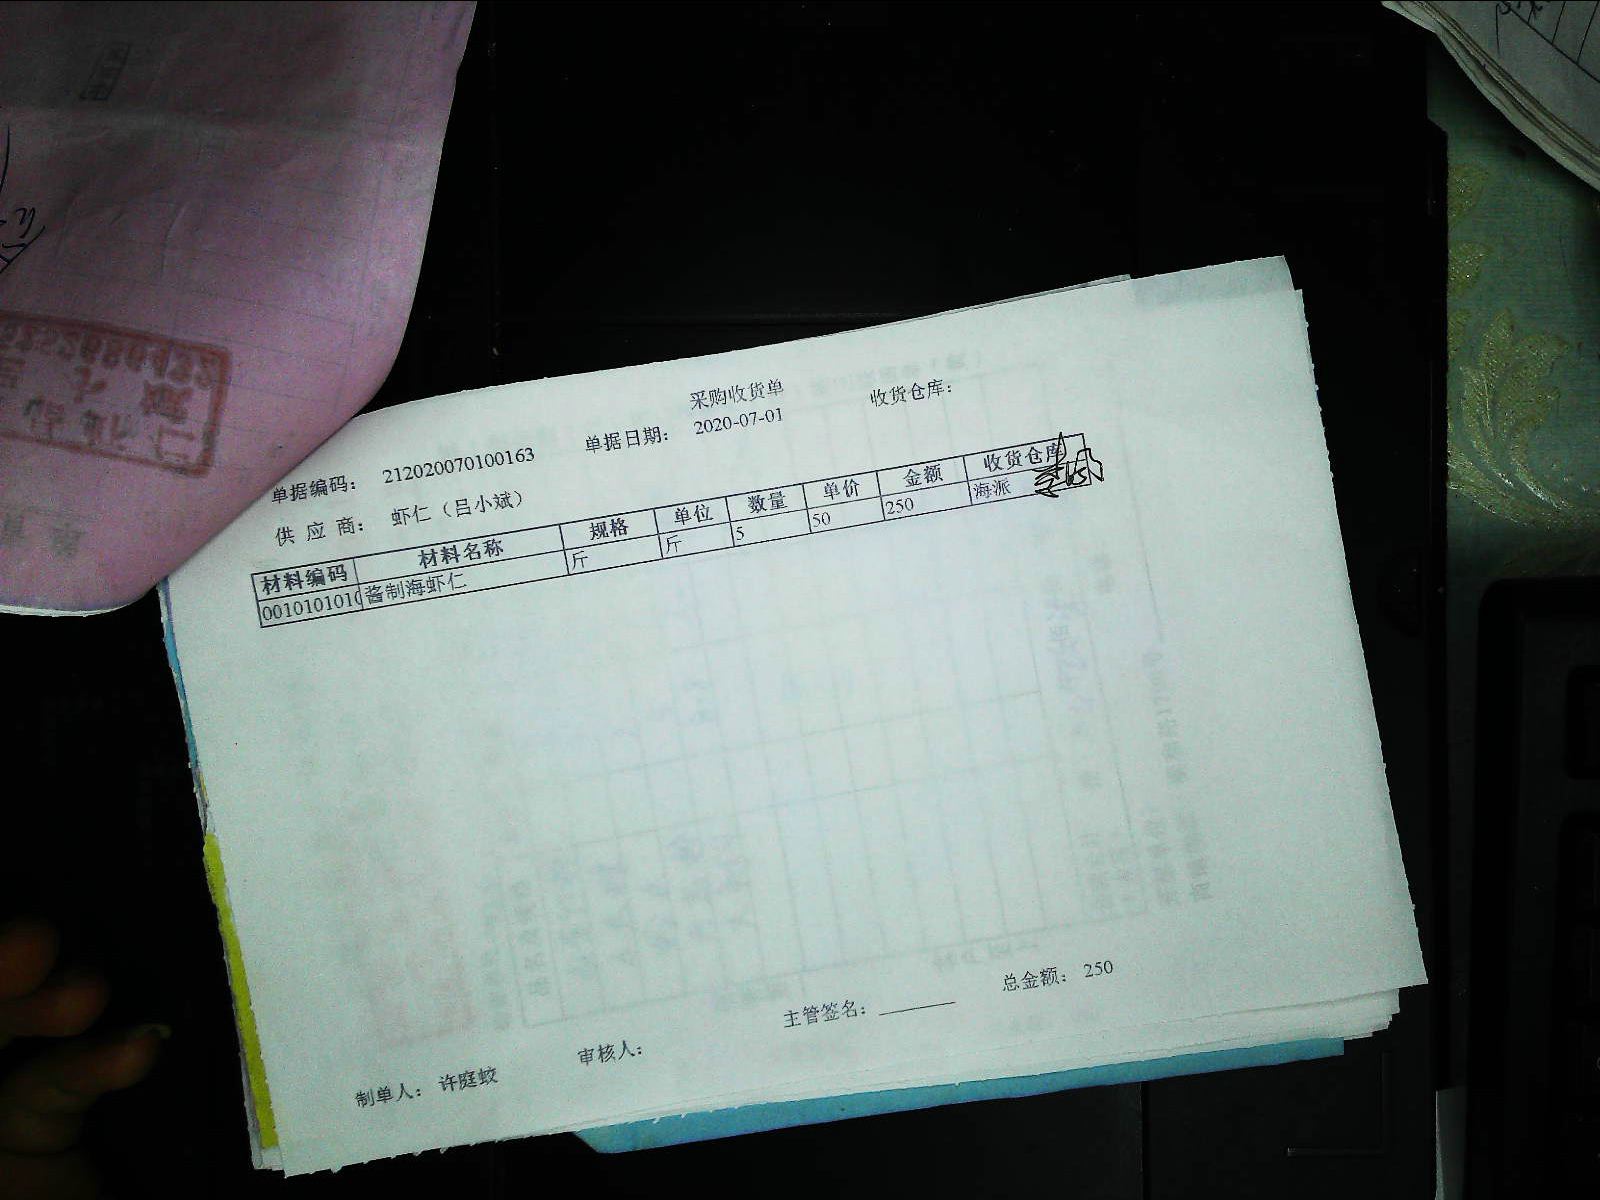 采购收货单
收货仓库:
单据编码: 212020070100163 单据日期: 2020-07-01
供 应 商: 虾仁（吕小斌）
材料编码 材料名称 规格 单位 数量 单价 金额 收货仓库
0010101010 酱制海虾仁 斤 斤 5 50 250 海派
主管签名: 总金额: 250
制单人: 许庭蛟 审核人: